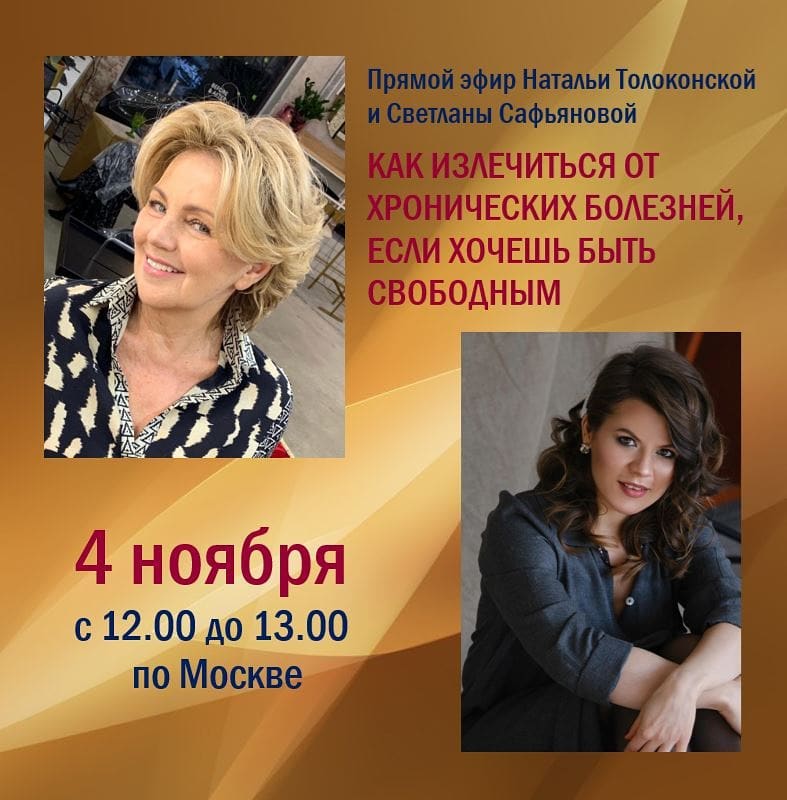 Прямой эфир Натальи Толоконской
и Светланы Сафьяновой
КАК ИЗЛЕЧИТЬСЯ ОТ
ХРОНИЧЕСКИХ БОЛЕЗНЕЙ,
ЕСЛИ ХОЧЕШЬ БЫТЬ
СВОБОДНЫМ
4 ноября
с 12.00 до 13.00
по Москве